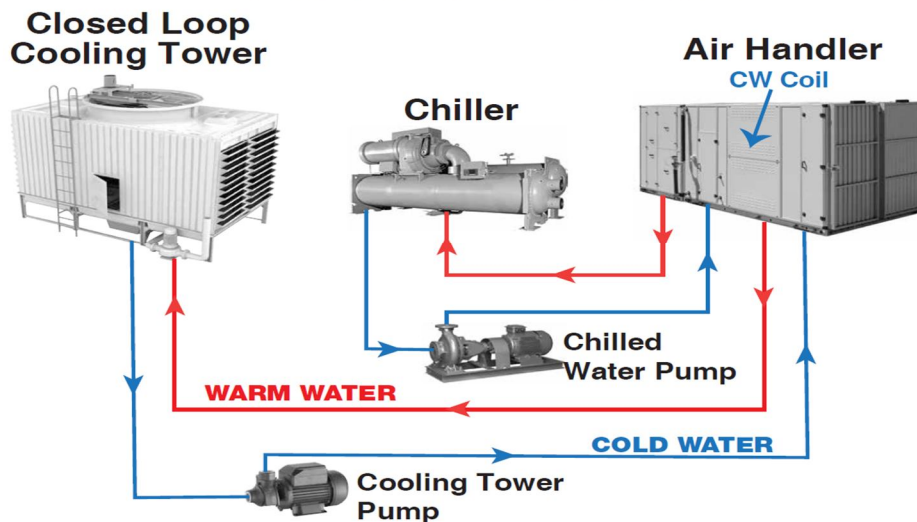 Closed Loop
Cooling Tower
Chiller
Air Handler
CW Coil
Chilled
Water Pump
WARM WATER
COLD WATER
Cooling Tower
Pump